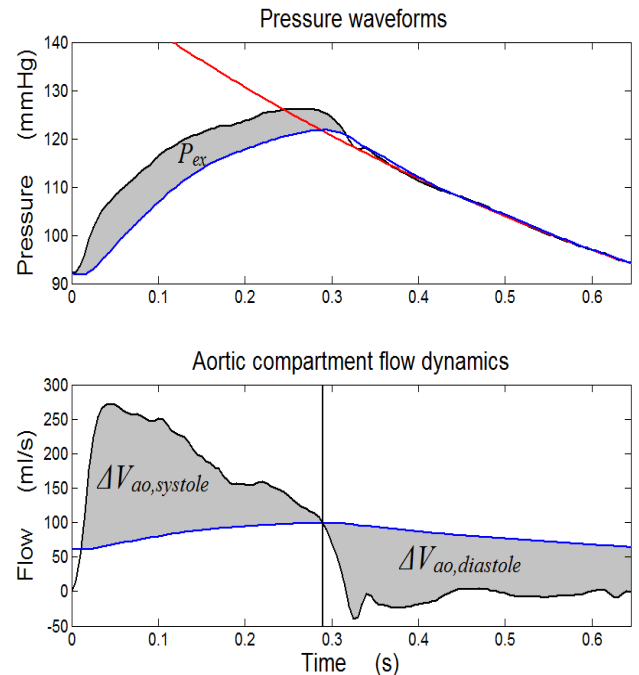 Pressure waveforms
Pressure (mmHg)
140
130
120
110
100
90
P_ex
0 0.1 0.2 0.3 0.4 0.5 0.6
Aortic compartment flow dynamics
Flow (ml/s)
300
250
200
150
100
50
0
-50
ΔV_ao,systole
ΔV_ao,diastole
0 0.1 0.2 0.3 0.4 0.5 0.6
Time (s)